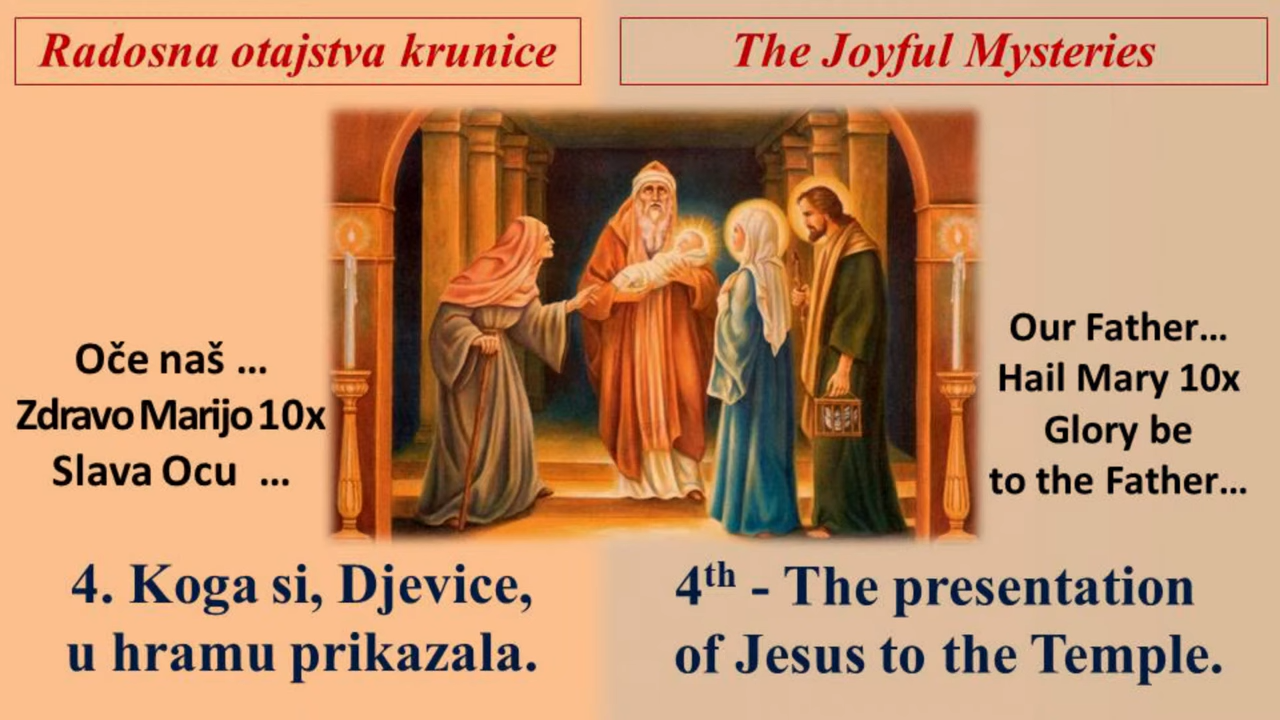 Radosna otajstva krunice
The Joyful Mysteries
Oče naš ...
Zdravo Marijo 10x
Slava Ocu ...
Our Father...
Hail Mary 10x
Glory be
to the Father...
4. Koga si, Djevice,
u hramu prikazala.
4th - The presentation
of Jesus to the Temple.